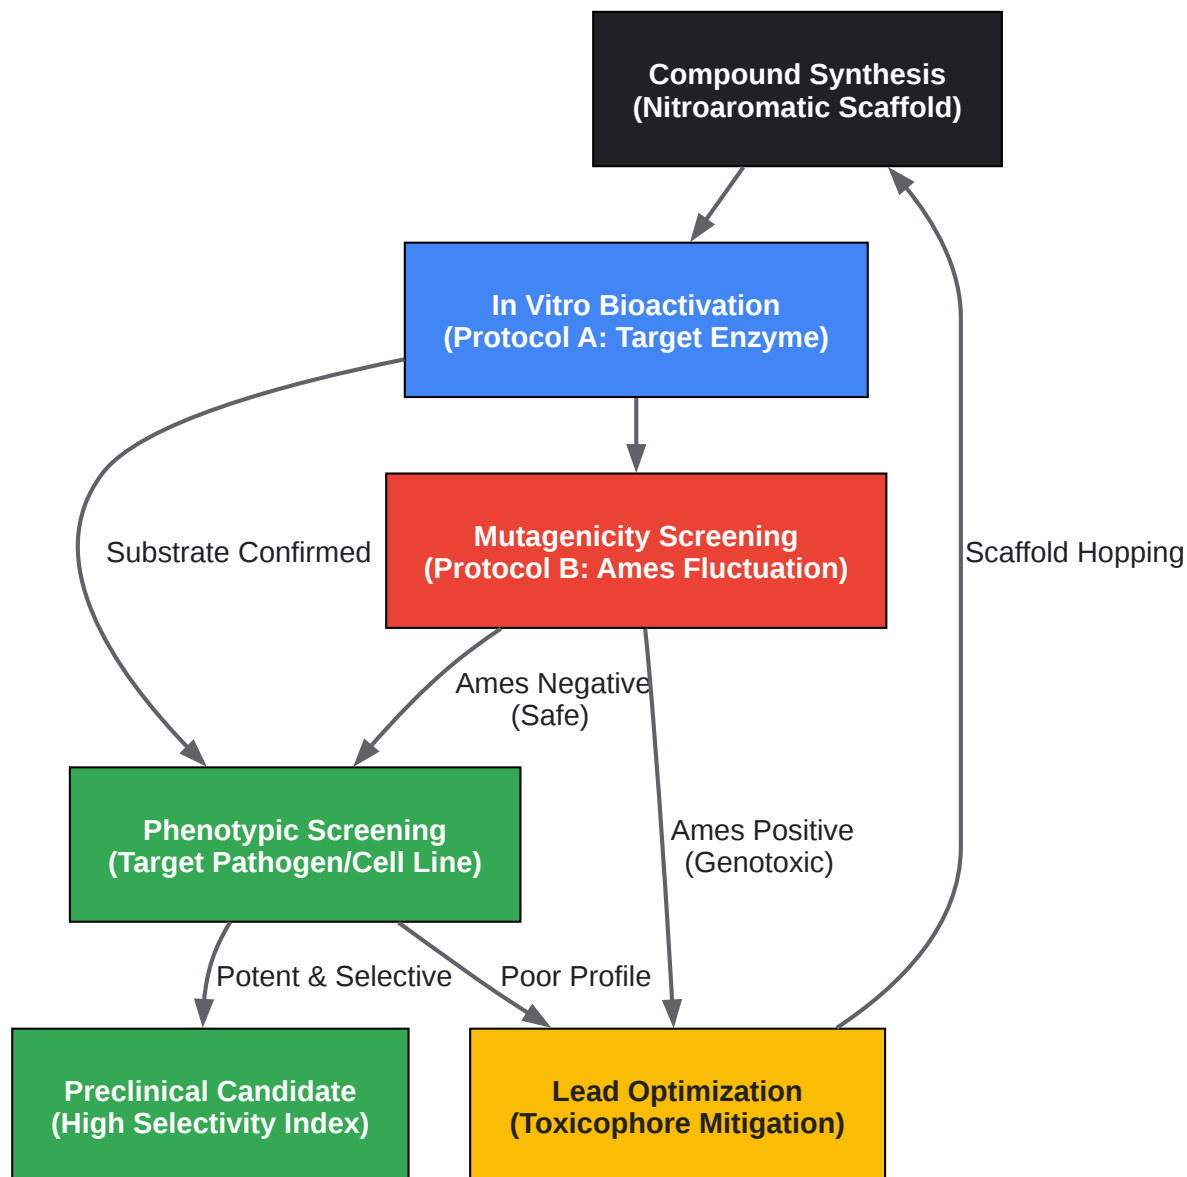 Compound Synthesis
(Nitroaromatic Scaffold)
In Vitro Bioactivation
(Protocol A: Target Enzyme)
Substrate Confirmed
Mutagenicity Screening
(Protocol B: Ames Fluctuation)
Scaffold Hopping
Ames Negative
(Safe)
Phenotypic Screening
(Target Pathogen/Cell Line)
Ames Positive
(Genotoxic)
Potent & Selective
Poor Profile
Preclinical Candidate
(High Selectivity Index)
Lead Optimization
(Toxicophore Mitigation)